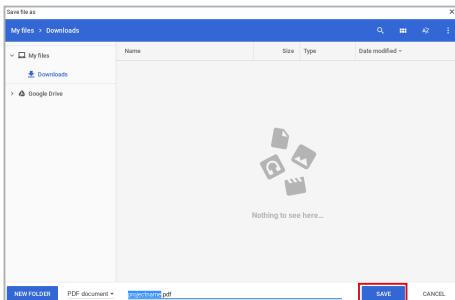 Save file as
My files > Downloads
Name Size Type Date modified
My files
Downloads
Google Drive
Nothing to see here...
NEW FOLDER PDF document projectname.pdf SAVE CANCEL